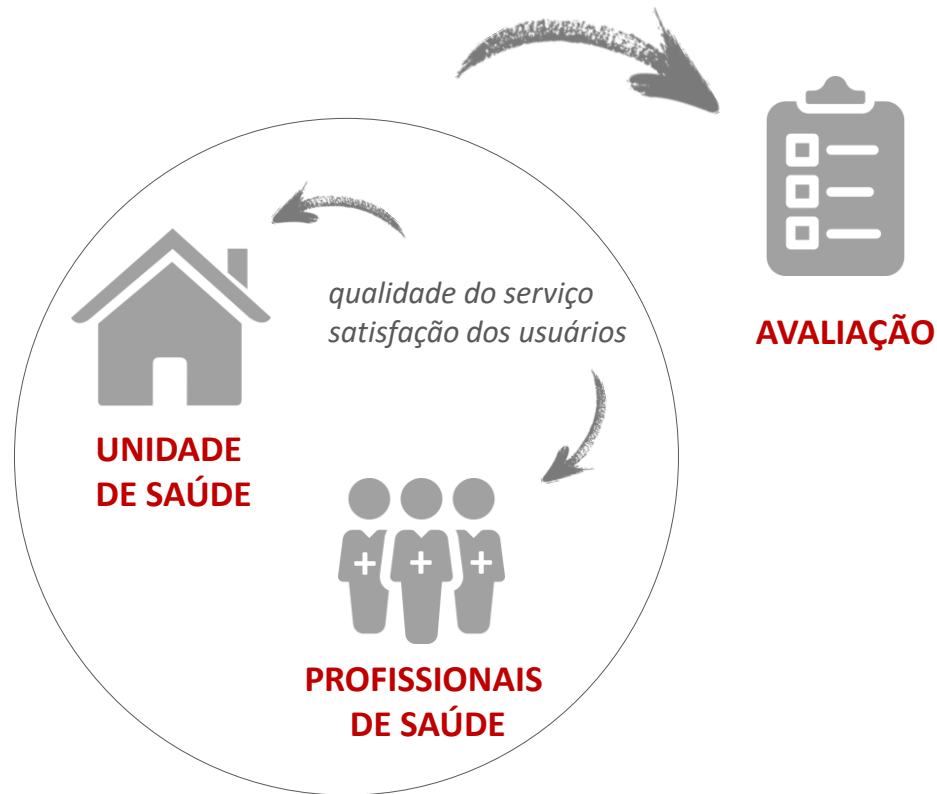 qualidade do serviço
satisfação dos usuários
AVALIAÇÃO
UNIDADE
DE SAÚDE
PROFISSIONAIS
DE SAÚDE